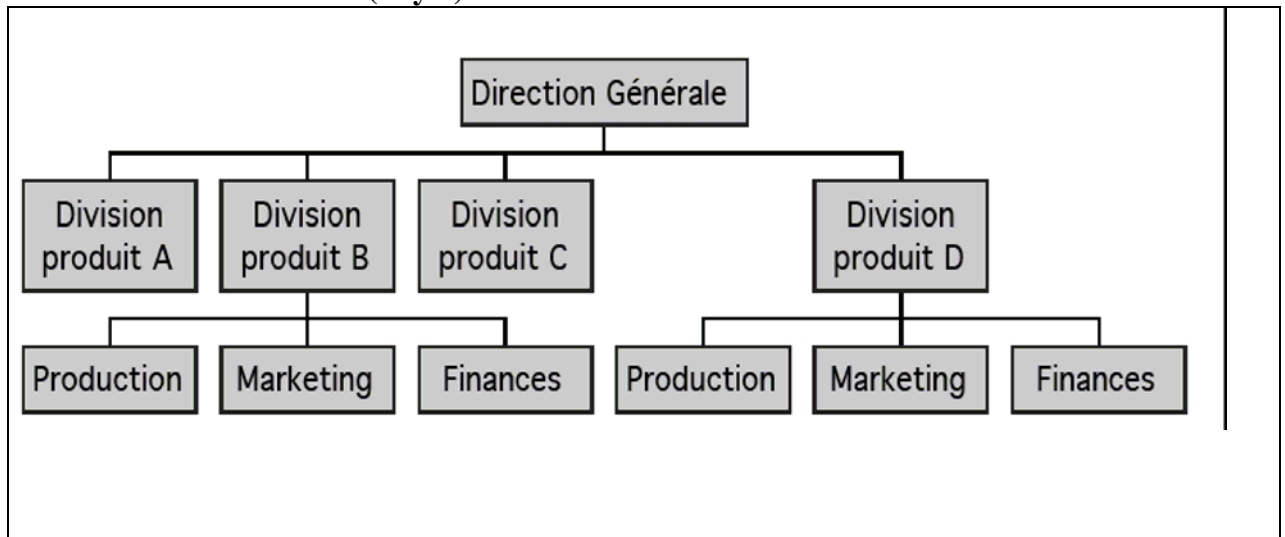 Direction Générale
Division
produit A
Division
produit B
Division
produit C
Division
produit D
Production
Marketing
Finances
Production
Marketing
Finances